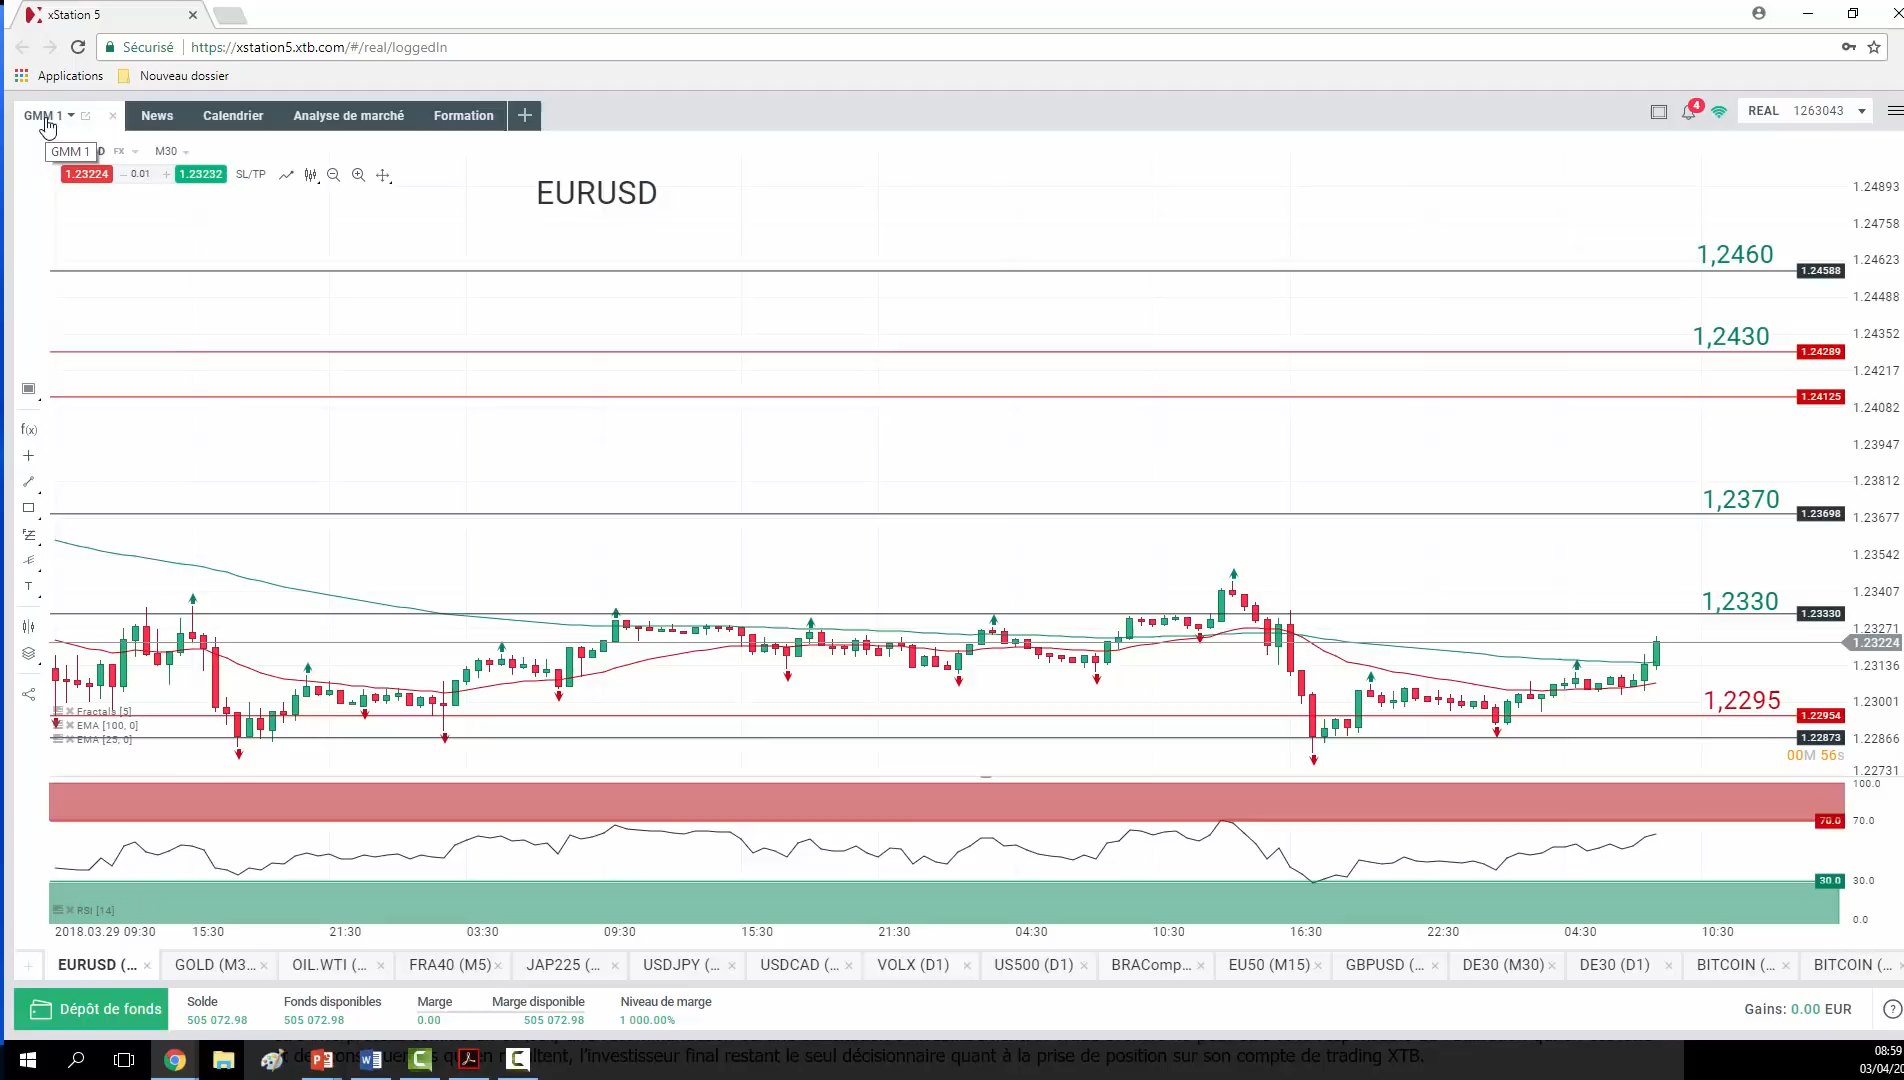 xStation 5
Sécurisé https://xstation5.xtb.com/#/real/loggedIn
Applications Nouveau dossier
GMM 1 News Calendrier Analyse de marché Formation 4 REAL 1263043
GMM 1 D FX M30
1.23224 0.01 1.23232 SL/TP
EURUSD
1.24893
1.24758
1,2460
1.24623
1.24588
1.24488
1,2430
1.24352
1.24289
1.24217
1.24125
1.24082
1.23947
1.23812
1,2370
1.23698
1.23677
1.23542
1.23407
1,2330
1.23330
1.23271
1.23224
1.23136
1,2295
1.23001
Fractals [5]
1.22954
EMA [100, 0]
EMA [25, 0]
1.22873
1.22866
00M 56s
1.22731
100.0
70.0 70.0
30.0 30.0
RSI [14]
0.0
2018.03.29 09:30 15:30 21:30 03:30 09:30 15:30 21:30 04:30 10:30 16:30 22:30 04:30 10:30
EURUSD (... GOLD (M3... OIL.WTI (... FRA40 (M5) JAP225 (... USDJPY (... USDCAD (... VOLX (D1) US500 (D1) BRAComp... EU50 (M15) GBPUSD (... DE30 (M30) DE30 (D1) BITCOIN (... BITCOIN (...
Dépôt de fonds
Solde Fonds disponibles Marge Marge disponible Niveau de marge
505 072.98 505 072.98 0.00 505 072.98 1 000.00%
Gains: 0.00 EUR
l'investisseur final restant le seul décisionnaire quant à la prise de position sur son compte de trading XTB.
08:59
03/04/20